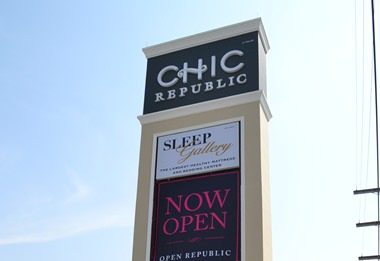 CHIC
REPUBLIC
SLEEP
Gallery
THE LARGEST HEALTHY MATTRESS
AND BEDDING CENTER
NOW
OPEN
OPEN REPUBLIC